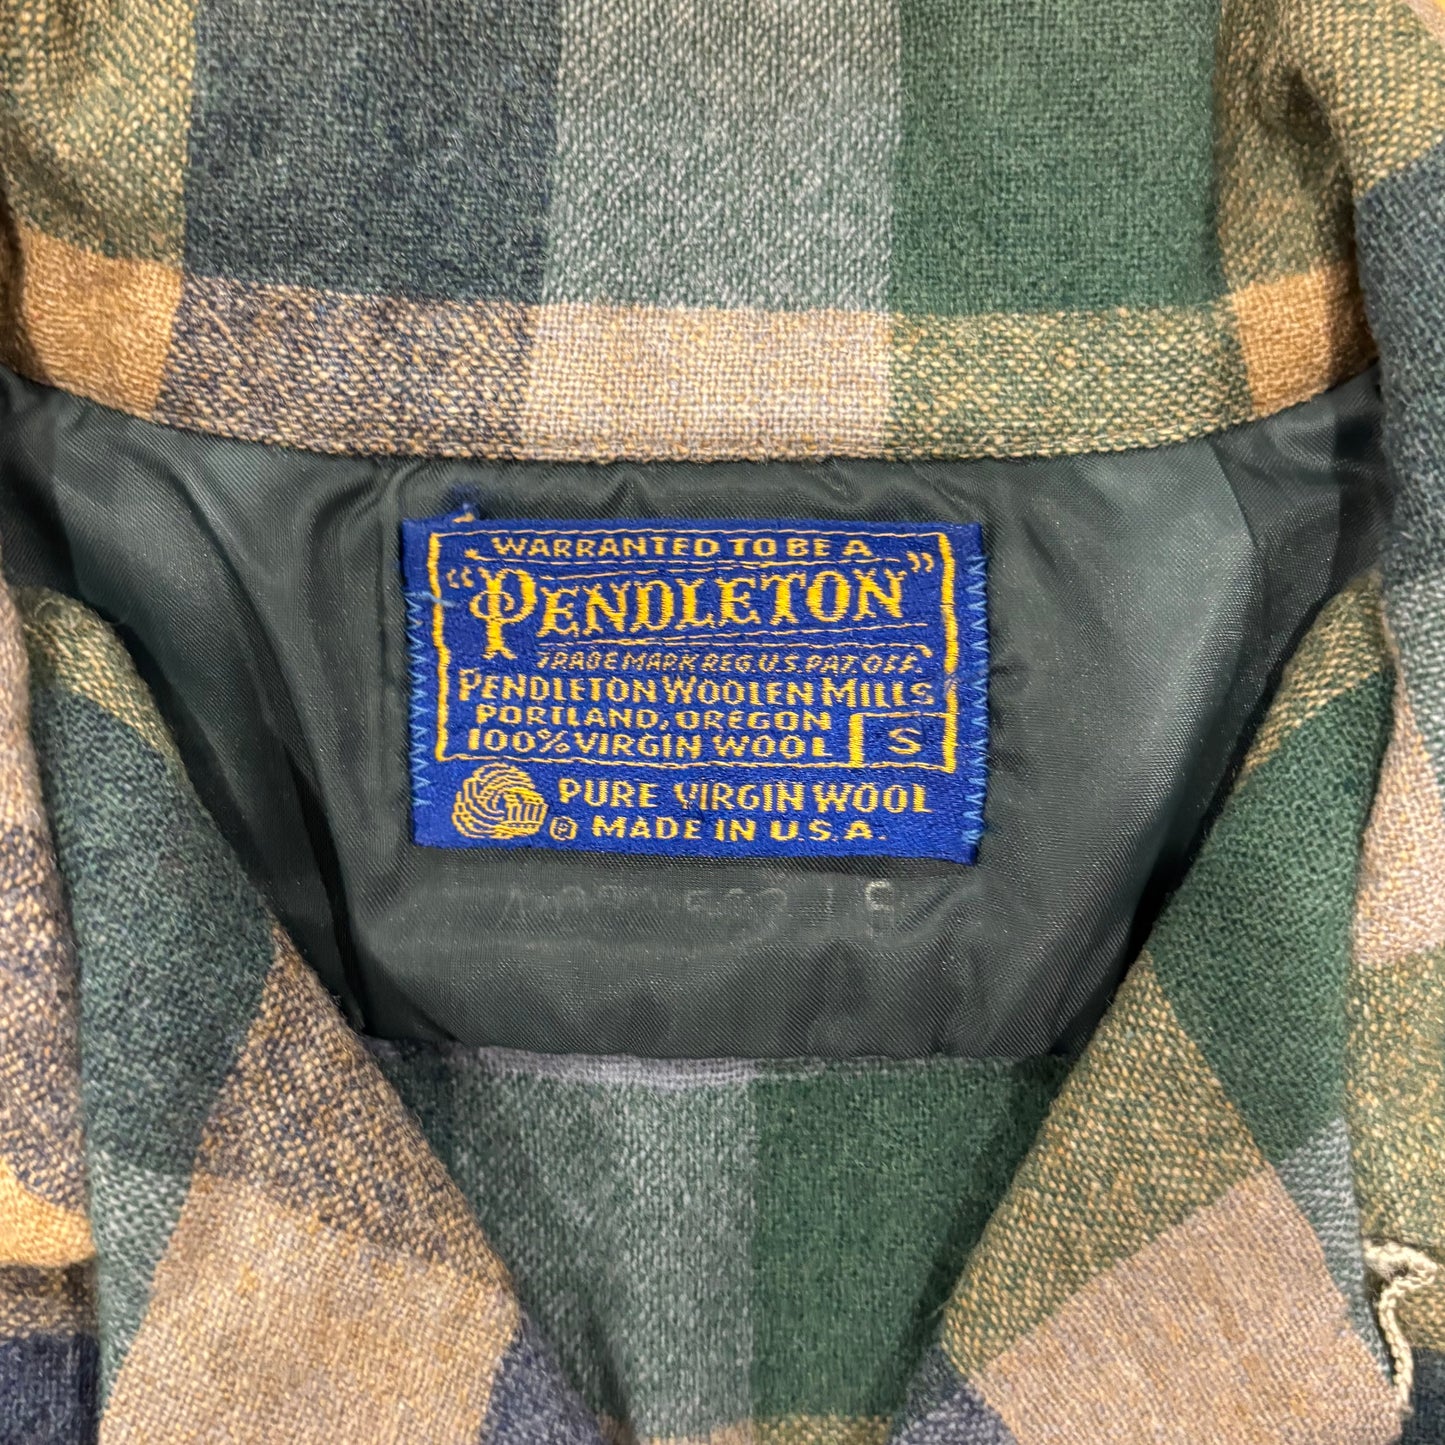 WARRANTED TO BE A
"PENDLETON"
TRADE MARK REG. U.S. PAT. OFF.
PENDLETON WOOLEN MILLS
PORTLAND, OREGON
100% VIRGIN WOOL
S
PURE VIRGIN WOOL
® MADE IN U.S.A.